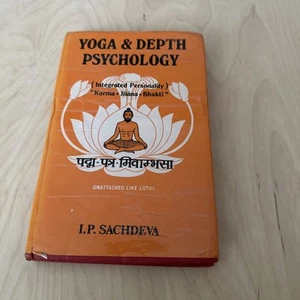 YOGA & DEPTH
PSYCHOLOGY
(Integrated Personality)
"Karma + Jnana + Bhakti"
पद्म-पत्र-मिवाम्भसा
UNATTACHED LIKE LOTUS
I.P. SACHDEVA